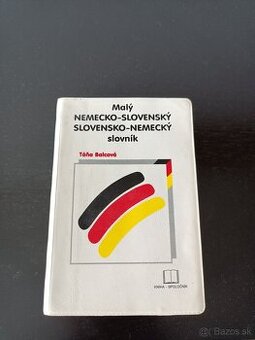 Malý
NEMECKO-SLOVENSKÝ
SLOVENSKO-NEMECKÝ
slovník
Táňa Balcová
KNIHA - SPOLOČNÍK
© Bazos.sk